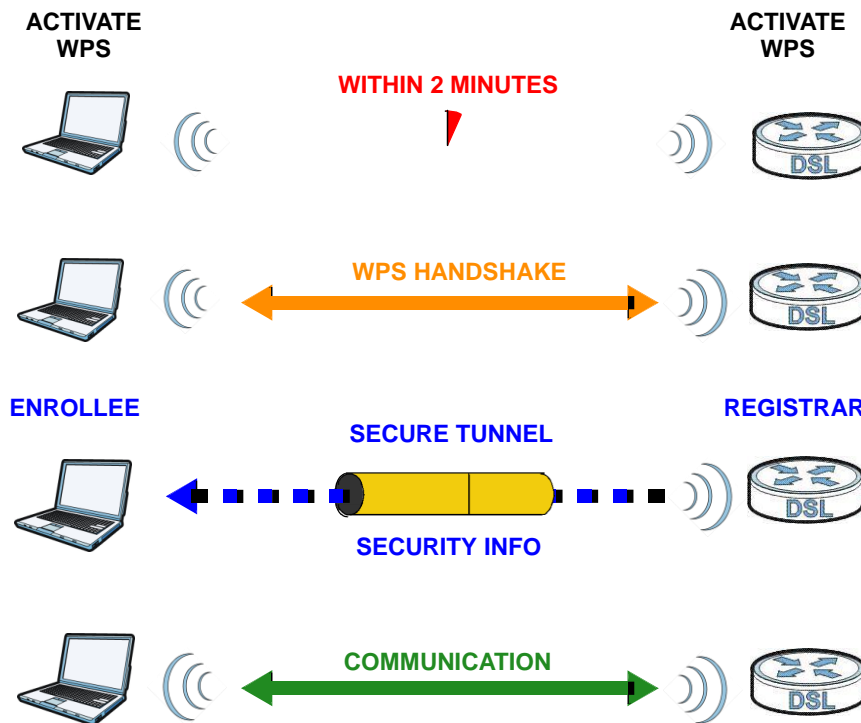 ACTIVATE
WPS
ACTIVATE
WPS
WITHIN 2 MINUTES
DSL
WPS HANDSHAKE
DSL
ENROLLEE
REGISTRAR
SECURE TUNNEL
SECURITY INFO
DSL
COMMUNICATION
DSL